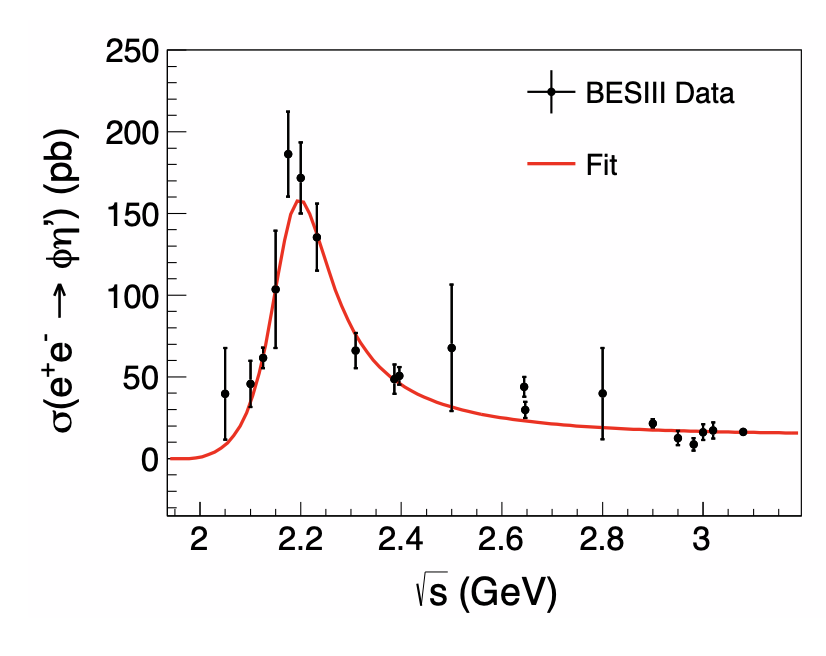 250
200
150
100
50
0
σ(e⁺e⁻ → ϕη') (pb)
BESIII Data
Fit
2 2.2 2.4 2.6 2.8 3
√s (GeV)